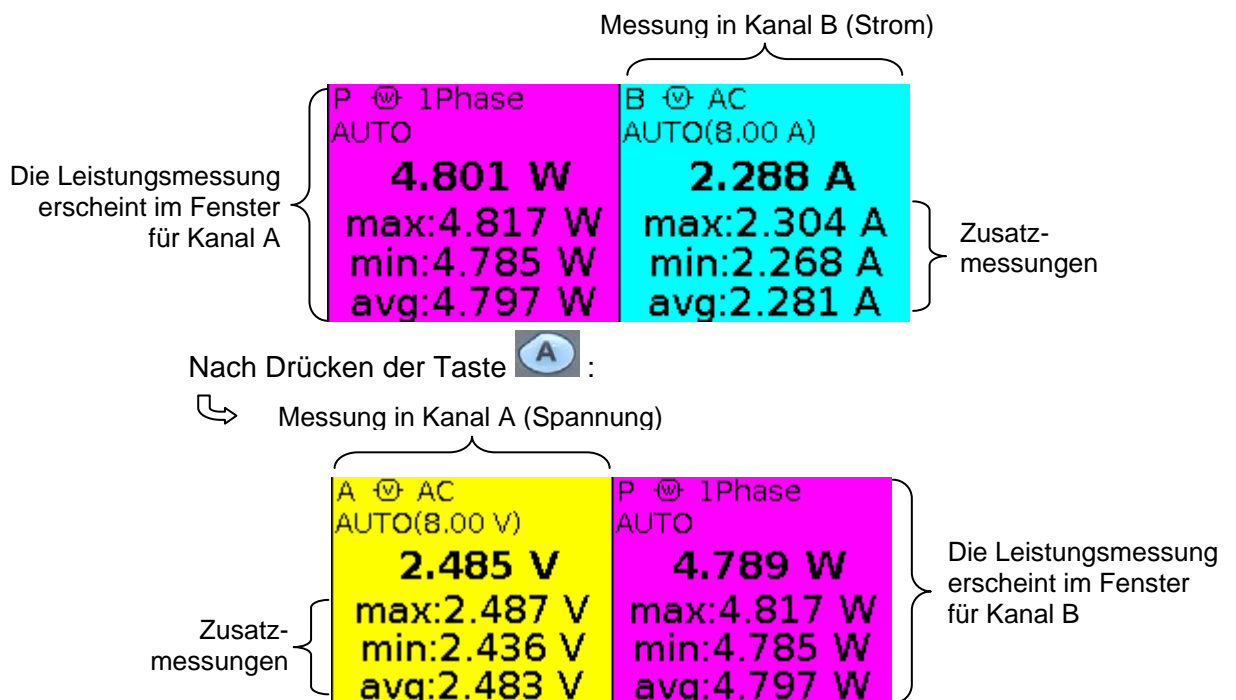 Messung in Kanal B (Strom)
Die Leistungsmessung
erscheint im Fenster
für Kanal A
P W 1Phase
AUTO
4.801 W
max:4.817 W
min:4.785 W
avg:4.797 W
B V AC
AUTO(8.00 A)
2.288 A
max:2.304 A
min:2.268 A
avg:2.281 A
Zusatz-
messungen
Nach Drücken der Taste A :
Messung in Kanal A (Spannung)
Zusatz-
messungen
A V AC
AUTO(8.00 V)
2.485 V
max:2.487 V
min:2.436 V
avg:2.483 V
P W 1Phase
AUTO
4.789 W
max:4.817 W
min:4.785 W
avg:4.797 W
Die Leistungsmessung
erscheint im Fenster
für Kanal B